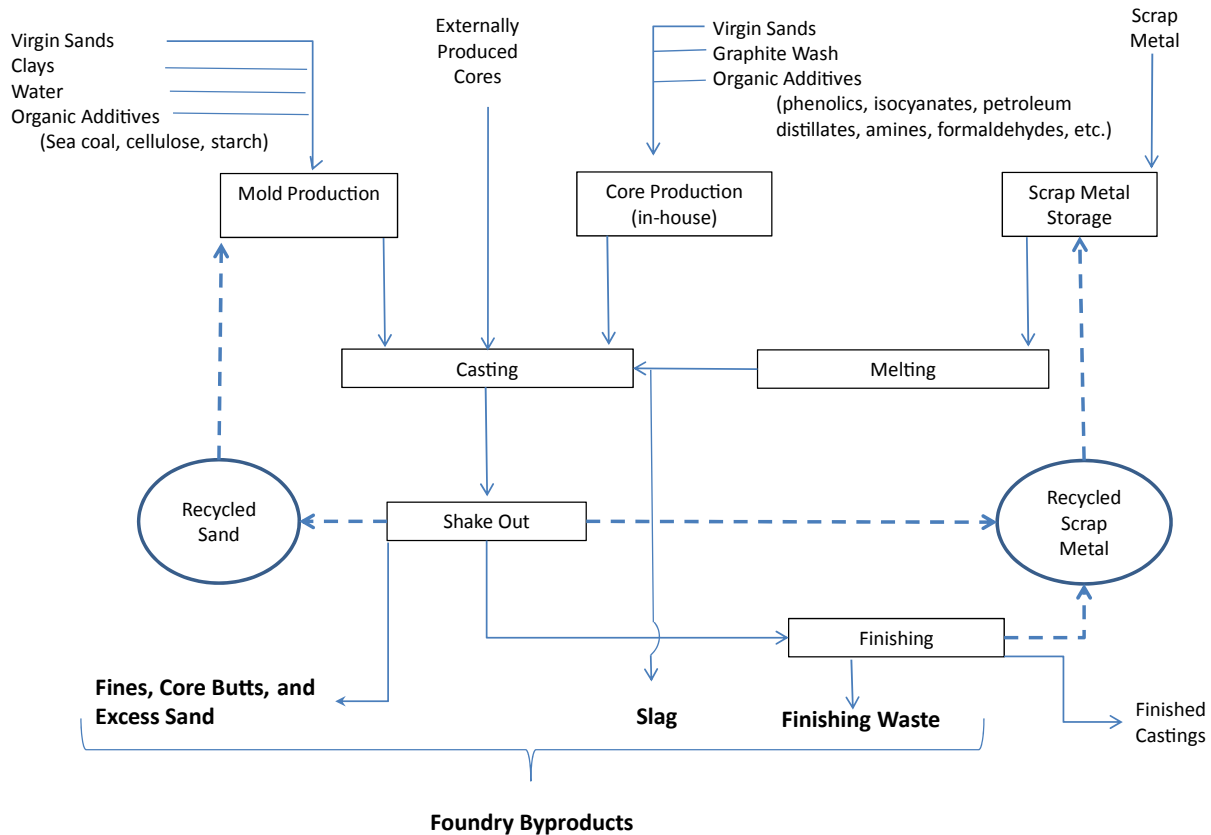 Virgin Sands
Clays
Water
Organic Additives
(Sea coal, cellulose, starch)
Externally
Produced
Cores
Virgin Sands
Graphite Wash
Organic Additives
(phenolics, isocyanates, petroleum
distillates, amines, formaldehydes, etc.)
Scrap
Metal
Mold Production
Core Production
(in-house)
Scrap Metal
Storage
Casting
Melting
Recycled
Sand
Shake Out
Recycled
Scrap
Metal
Finishing
Fines, Core Butts, and
Excess Sand
Slag
Finishing Waste
Finished
Castings
Foundry Byproducts